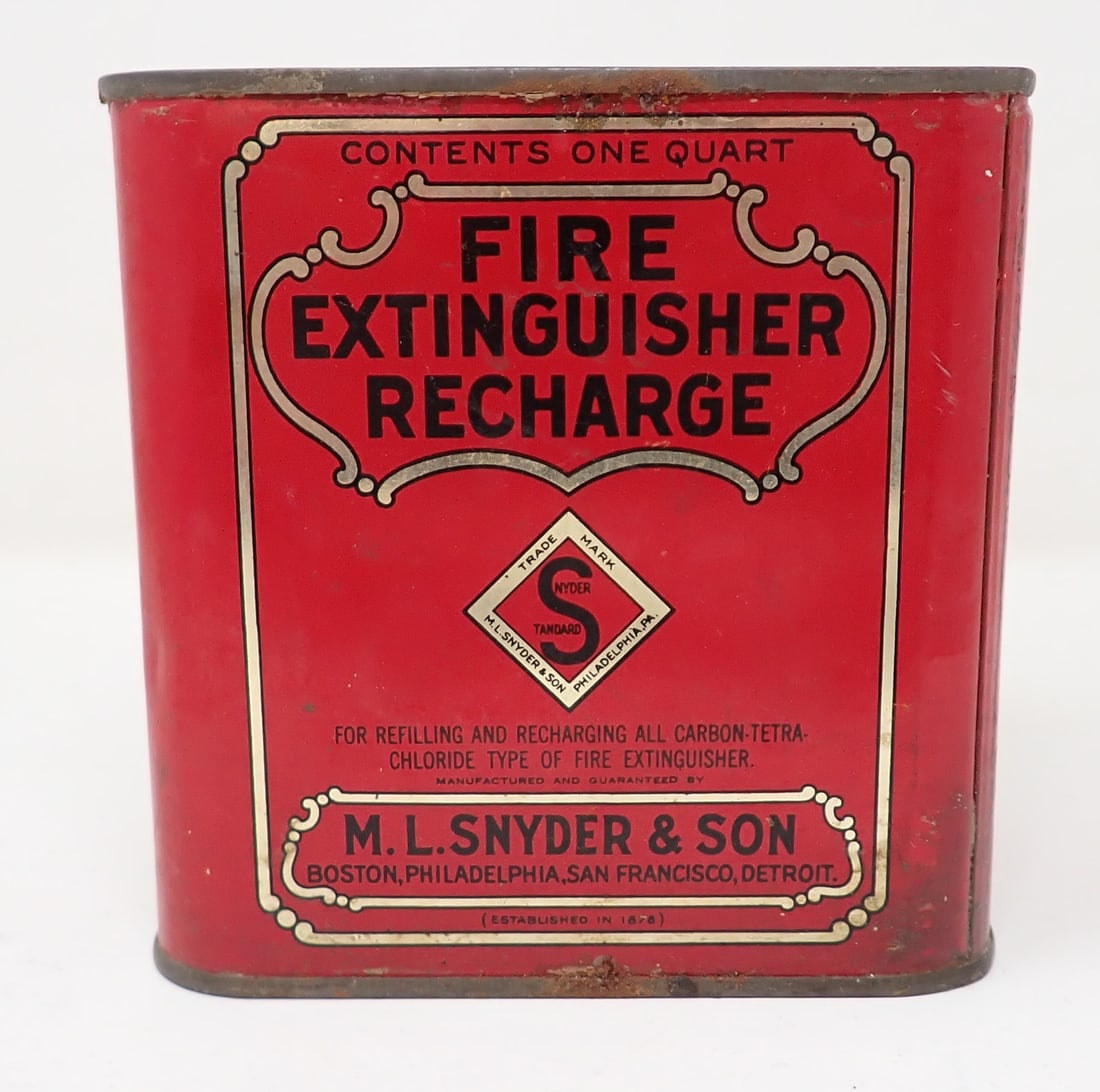 CONTENTS ONE QUART
FIRE
EXTINGUISHER
RECHARGE
TRADE MARK
SNYDER
STANDARD
M.L.SNYDER & SON PHILADELPHIA,PA.
FOR REFILLING AND RECHARGING ALL CARBON-TETRA-
CHLORIDE TYPE OF FIRE EXTINGUISHER.
MANUFACTURED AND GUARANTEED BY
M.L.SNYDER & SON
BOSTON,PHILADELPHIA,SAN FRANCISCO,DETROIT.
(ESTABLISHED IN 1878)